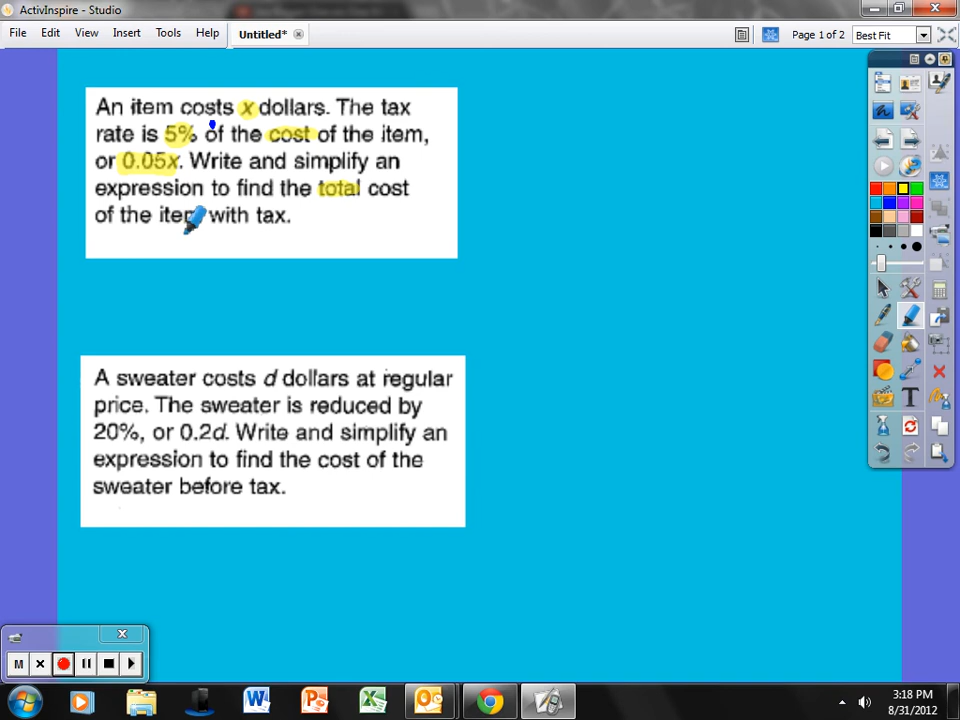 ActivInspire - Studio
File Edit View Insert Tools Help Untitled* Page 1 of 2 Best Fit
An item costs x dollars. The tax
rate is 5% of the cost of the item,
or 0.05x. Write and simplify an
expression to find the total cost
of the item with tax.
A sweater costs d dollars at regular
price. The sweater is reduced by
20%, or 0.2d. Write and simplify an
expression to find the cost of the
sweater before tax.
M
3:18 PM
8/31/2012